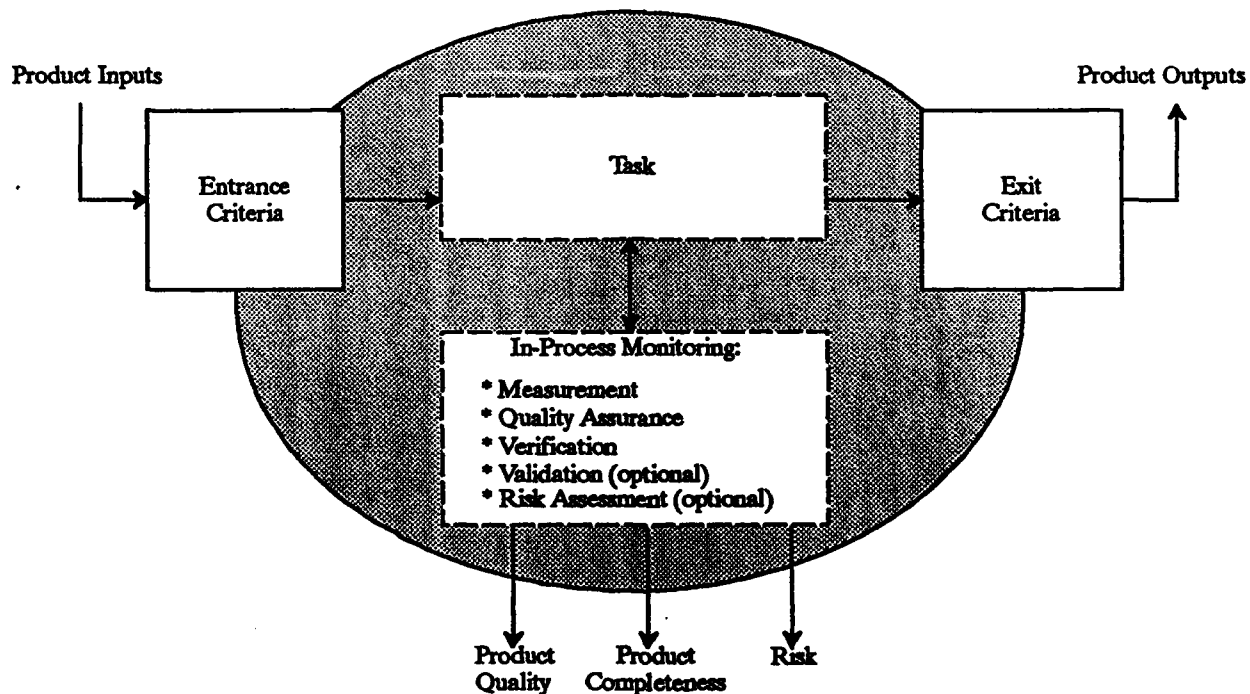 Product Inputs
Product Outputs
Entrance
Criteria
Task
Exit
Criteria
In-Process Monitoring:
* Measurement
* Quality Assurance
* Verification
* Validation (optional)
* Risk Assessment (optional)
Product
Quality
Product
Completeness
Risk